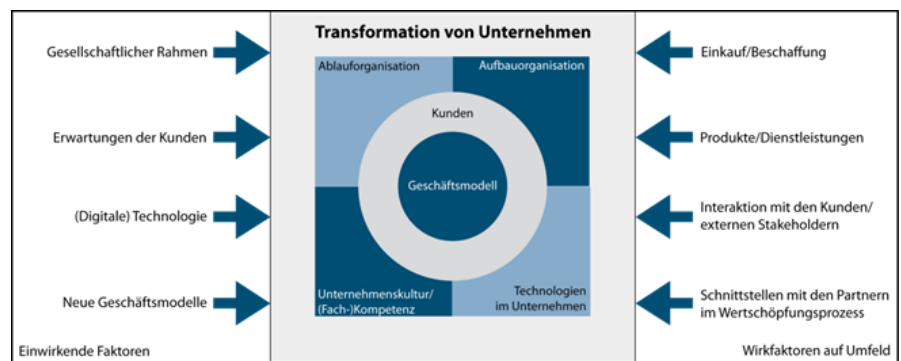 Transformation von Unternehmen
Gesellschaftlicher Rahmen
Erwartungen der Kunden
(Digitale) Technologie
Neue Geschäftsmodelle
Einwirkende Faktoren
Ablauforganisation
Aufbauorganisation
Kunden
Geschäftsmodell
Unternehmenskultur/
(Fach-)Kompetenz
Technologien
im Unternehmen
Einkauf/Beschaffung
Produkte/Dienstleistungen
Interaktion mit den Kunden/
externen Stakeholdern
Schnittstellen mit den Partnern
im Wertschöpfungsprozess
Wirkfaktoren auf Umfeld